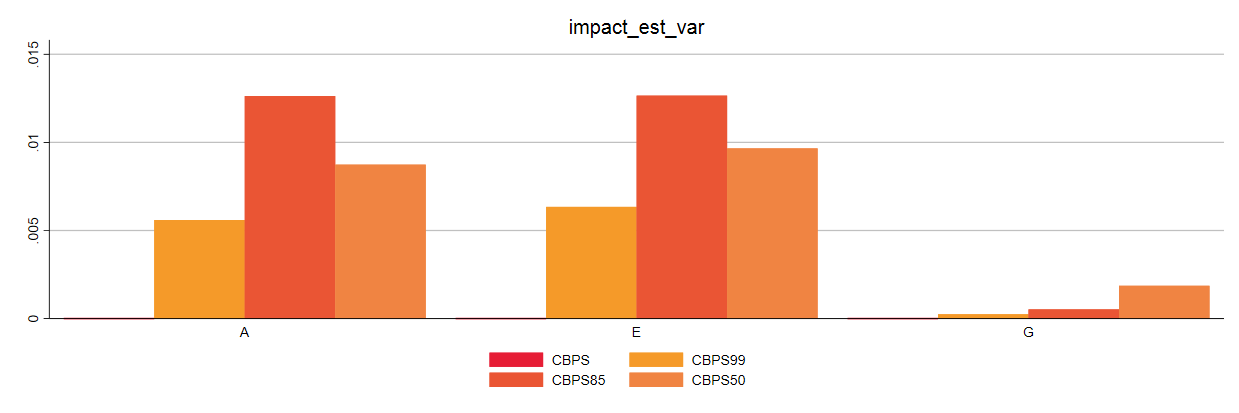 impact_est_var
.015
.01
.005
0
A E G
CBPS CBPS99
CBPS85 CBPS50